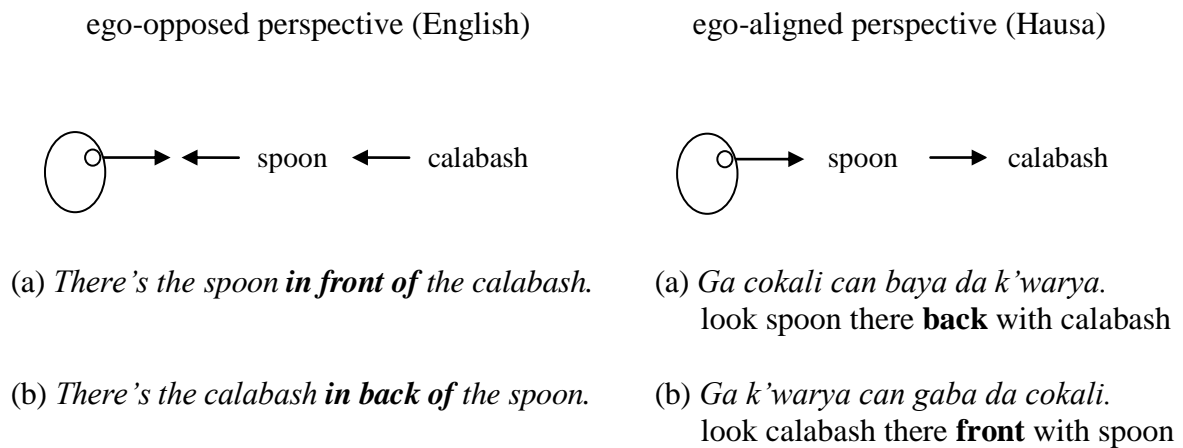 ego-opposed perspective (English)
ego-aligned perspective (Hausa)
spoon
calabash
spoon
calabash
(a) There’s the spoon in front of the calabash.
(a) Ga cokali can baya da k’warya.
look spoon there back with calabash
(b) There’s the calabash in back of the spoon.
(b) Ga k’warya can gaba da cokali.
look calabash there front with spoon